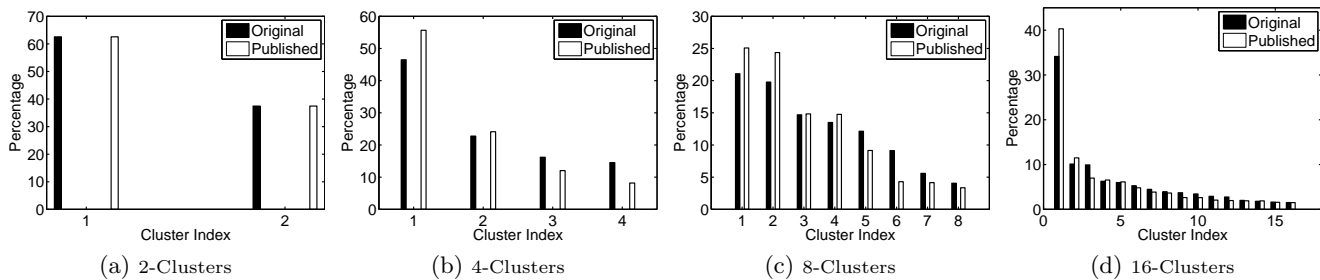 70
60
50
40
30
20
10
0
Percentage
1 2
Cluster Index
Original
Published
(a) 2-Clusters
60
50
40
30
20
10
0
Percentage
1 2 3 4
Cluster Index
Original
Published
(b) 4-Clusters
30
25
20
15
10
5
0
Percentage
1 2 3 4 5 6 7 8
Cluster Index
Original
Published
(c) 8-Clusters
40
30
20
10
0
Percentage
0 5 10 15
Cluster Index
Original
Published
(d) 16-Clusters